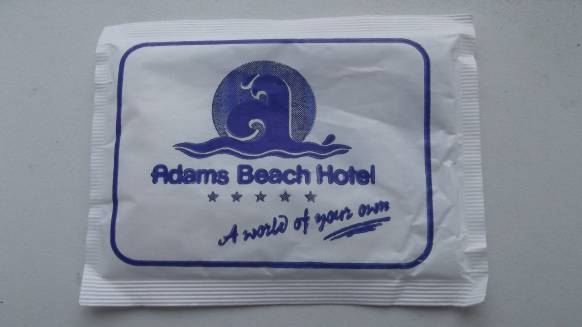 Adams Beach Hotel
A world of your own